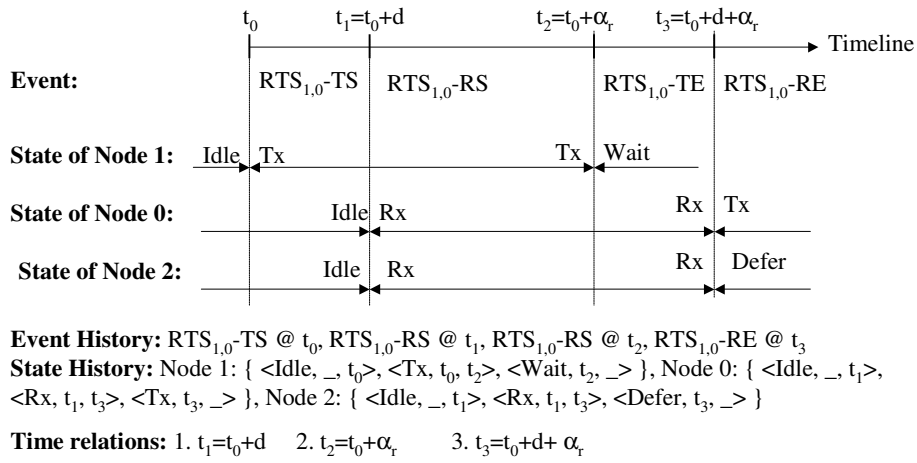 t₀ t₁=t₀+d t₂=t₀+αᵣ t₃=t₀+d+αᵣ
Timeline
Event: RTS₁,₀-TS RTS₁,₀-RS RTS₁,₀-TE RTS₁,₀-RE
State of Node 1: Idle Tx Tx Wait
State of Node 0: Idle Rx Rx Tx
State of Node 2: Idle Rx Rx Defer
Event History: RTS₁,₀-TS @ t₀, RTS₁,₀-RS @ t₁, RTS₁,₀-RS @ t₂, RTS₁,₀-RE @ t₃
State History: Node 1: { <Idle, _, t₀>, <Tx, t₀, t₂>, <Wait, t₂, _> }, Node 0: { <Idle, _, t₁>,
<Rx, t₁, t₃>, <Tx, t₃, _> }, Node 2: { <Idle, _, t₁>, <Rx, t₁, t₃>, <Defer, t₃, _> }
Time relations: 1. t₁=t₀+d 2. t₂=t₀+αᵣ 3. t₃=t₀+d+ αᵣ